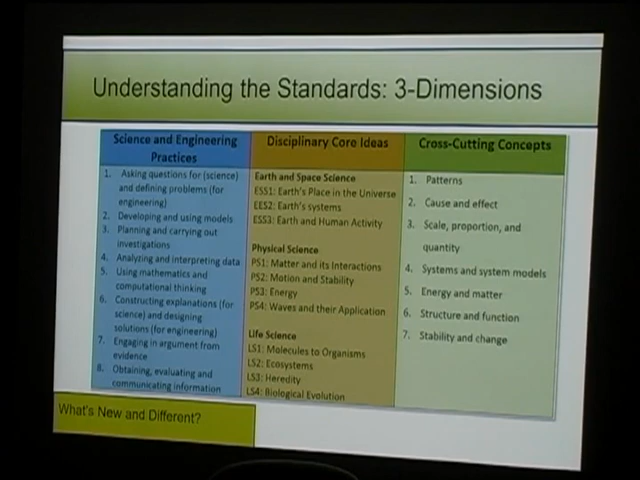 Understanding the Standards: 3-Dimensions
Science and Engineering
Practices
1. Asking questions for (science)
and defining problems (for
engineering)
2. Developing and using models
3. Planning and carrying out
investigations
4. Analyzing and interpreting data
5. Using mathematics and
computational thinking
6. Constructing explanations (for
science) and designing
solutions (for engineering)
7. Engaging in argument from
evidence
8. Obtaining, evaluating and
communicating information
Disciplinary Core Ideas
Earth and Space Science
ESS1: Earth's Place in the Universe
EES2: Earth's systems
ESS3: Earth and Human Activity
Physical Science
PS1: Matter and its Interactions
PS2: Motion and Stability
PS3: Energy
PS4: Waves and their Application
Life Science
LS1: Molecules to Organisms
LS2: Ecosystems
LS3: Heredity
LS4: Biological Evolution
Cross-Cutting Concepts
1. Patterns
2. Cause and effect
3. Scale, proportion, and
quantity
4. Systems and system models
5. Energy and matter
6. Structure and function
7. Stability and change
What's New and Different?